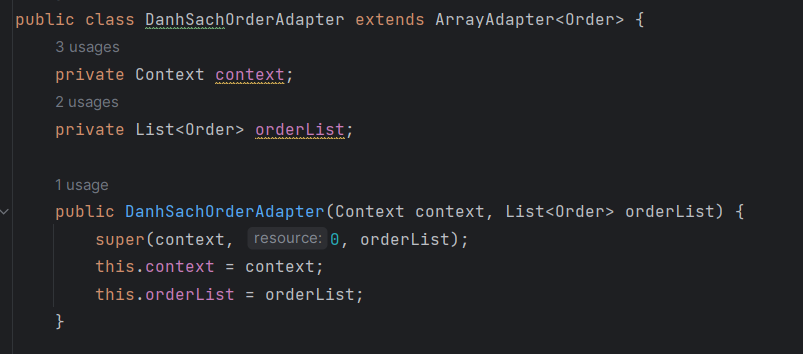 public class DanhSachOrderAdapter extends ArrayAdapter<Order> {
3 usages
private Context context;
2 usages
private List<Order> orderList;
1 usage
public DanhSachOrderAdapter(Context context, List<Order> orderList) {
super(context, resource: 0, orderList);
this.context = context;
this.orderList = orderList;
}